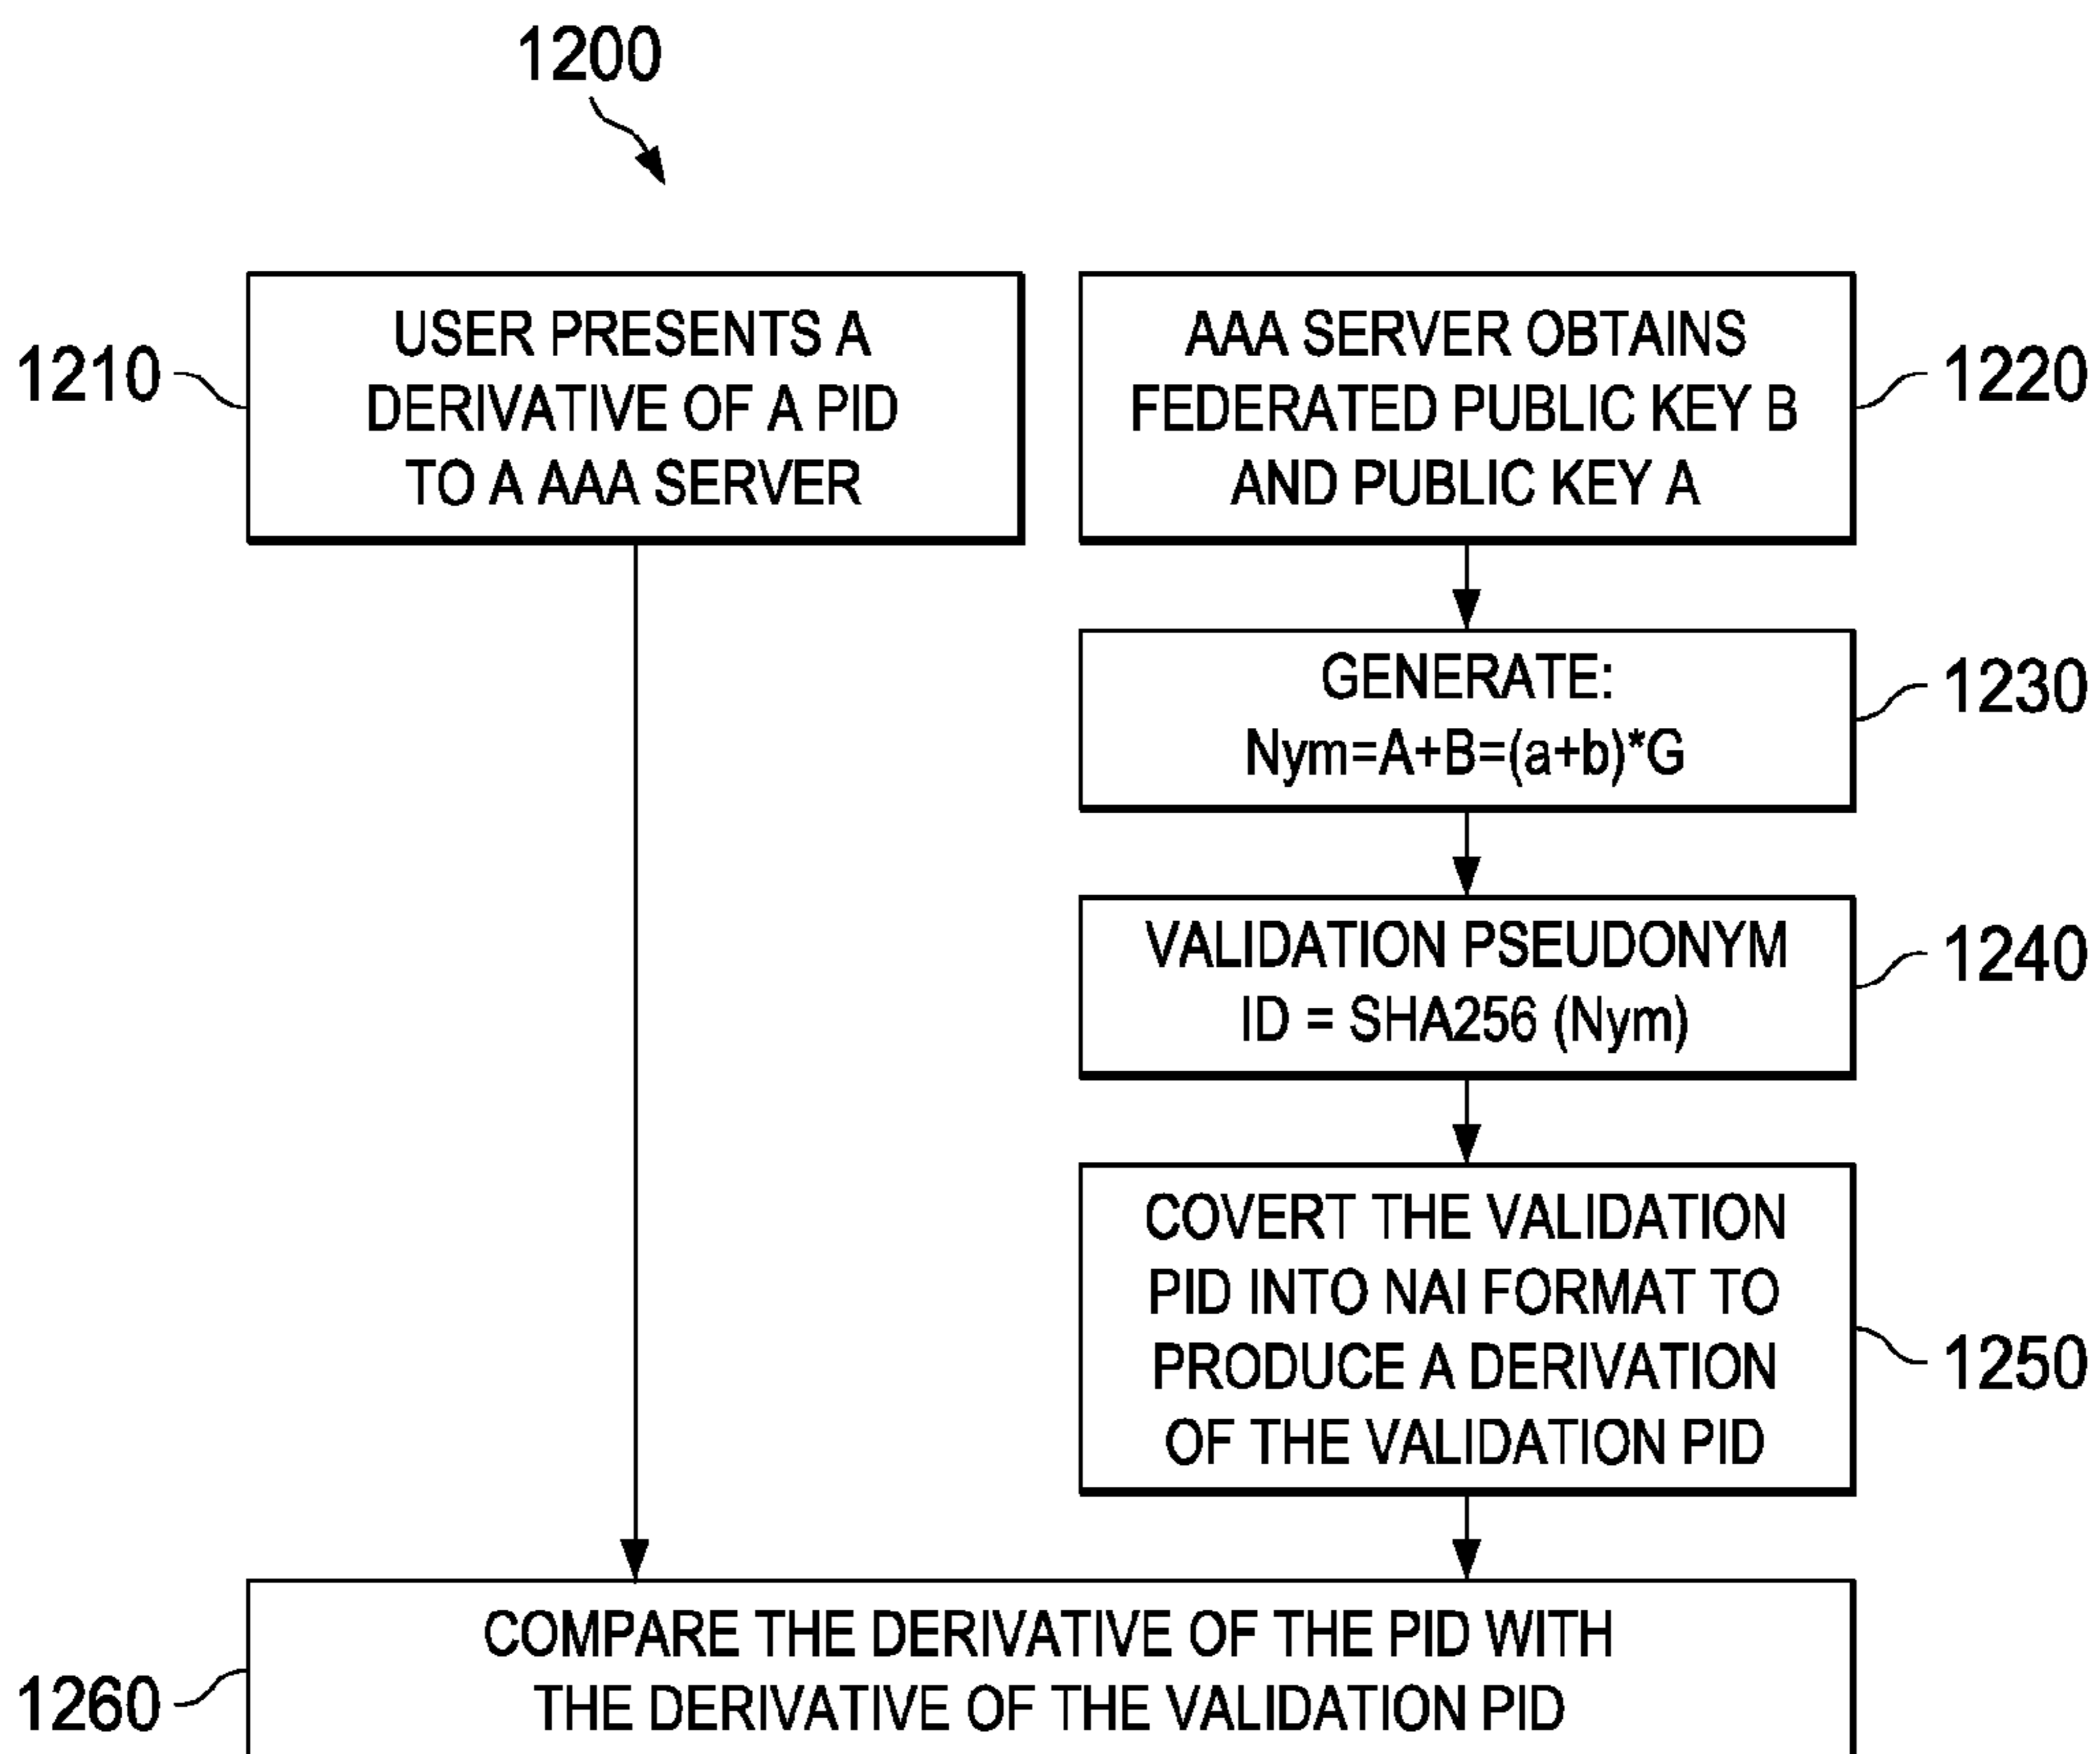 1200
1210
USER PRESENTS A
DERIVATIVE OF A PID
TO A AAA SERVER
AAA SERVER OBTAINS
FEDERATED PUBLIC KEY B
AND PUBLIC KEY A
1220
GENERATE:
Nym=A+B=(a+b)*G
1230
VALIDATION PSEUDONYM
ID = SHA256 (Nym)
1240
COVERT THE VALIDATION
PID INTO NAI FORMAT TO
PRODUCE A DERIVATION
OF THE VALIDATION PID
1250
COMPARE THE DERIVATIVE OF THE PID WITH
THE DERIVATIVE OF THE VALIDATION PID
1260